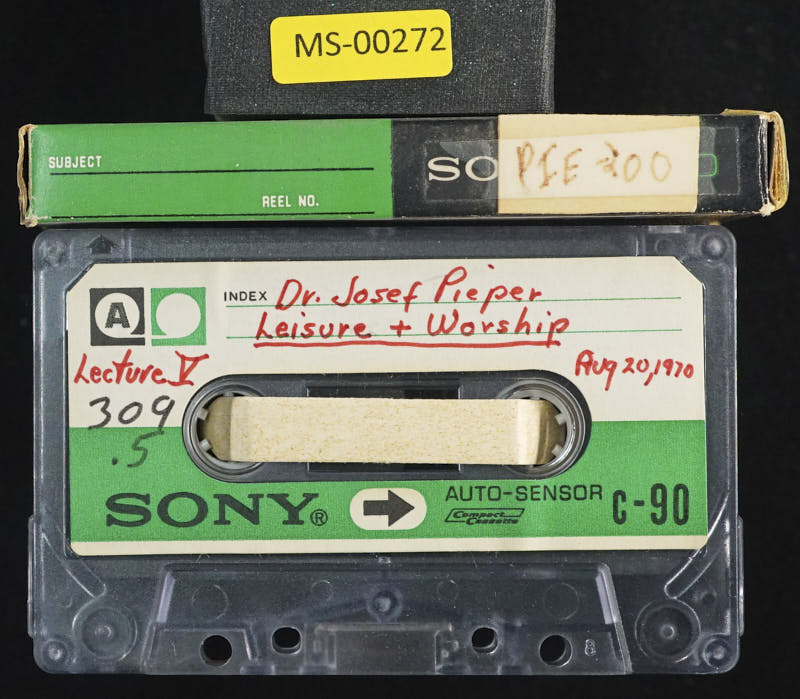 MS-00272
SUBJECT
REEL NO.
SO PIE 200
A
INDEX Dr. Josef Pieper
Leisure + Worship
Lecture V
Aug 20, 1970
309
.5
SONY®
AUTO-SENSOR
Compact Cassette
C-90